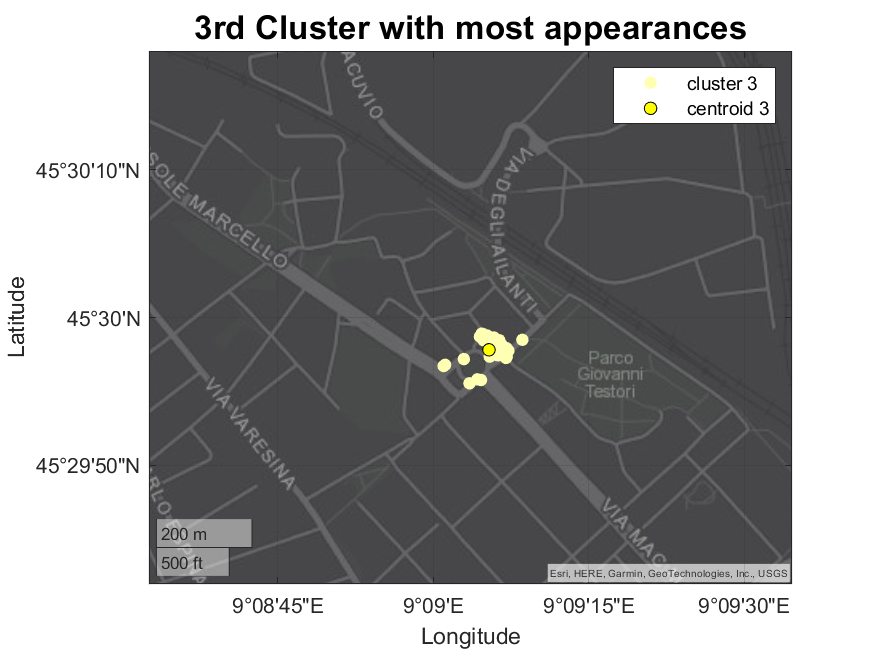 3rd Cluster with most appearances
cluster 3
centroid 3
ACUVIO
VIA DEGLI AILANTI
SOLE MARCELLO
Parco
Giovanni
Testori
VIA VARESINA
VIA MAC
200 m
500 ft
Esri, HERE, Garmin, GeoTechnologies, Inc., USGS
45°30'10"N
45°30'N
45°29'50"N
Latitude
9°08'45"E
9°09'E
9°09'15"E
9°09'30"E
Longitude